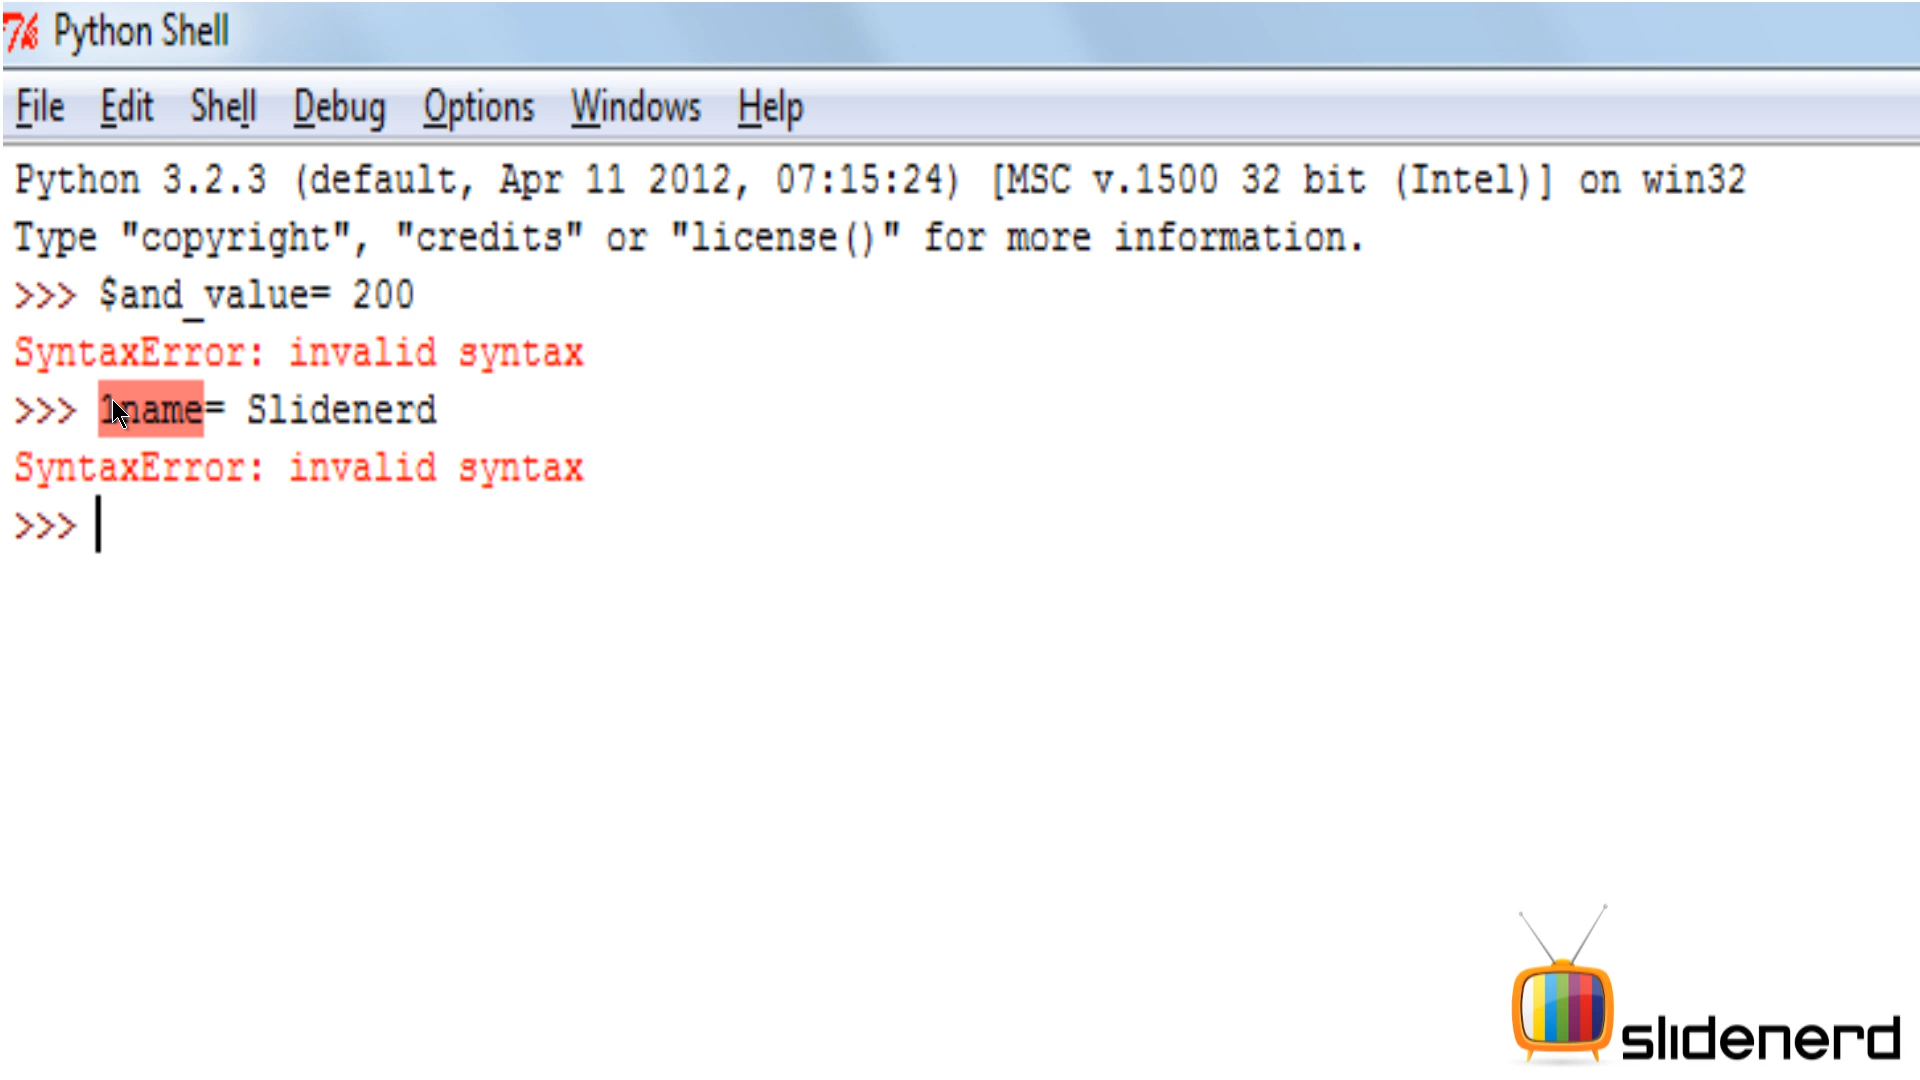 Python Shell
File Edit Shell Debug Options Windows Help
Python 3.2.3 (default, Apr 11 2012, 07:15:24) [MSC v.1500 32 bit (Intel)] on win32
Type "copyright", "credits" or "license()" for more information.
>>> $and_value= 200
SyntaxError: invalid syntax
>>> 1name= Slidenerd
SyntaxError: invalid syntax
>>>
slidenerd